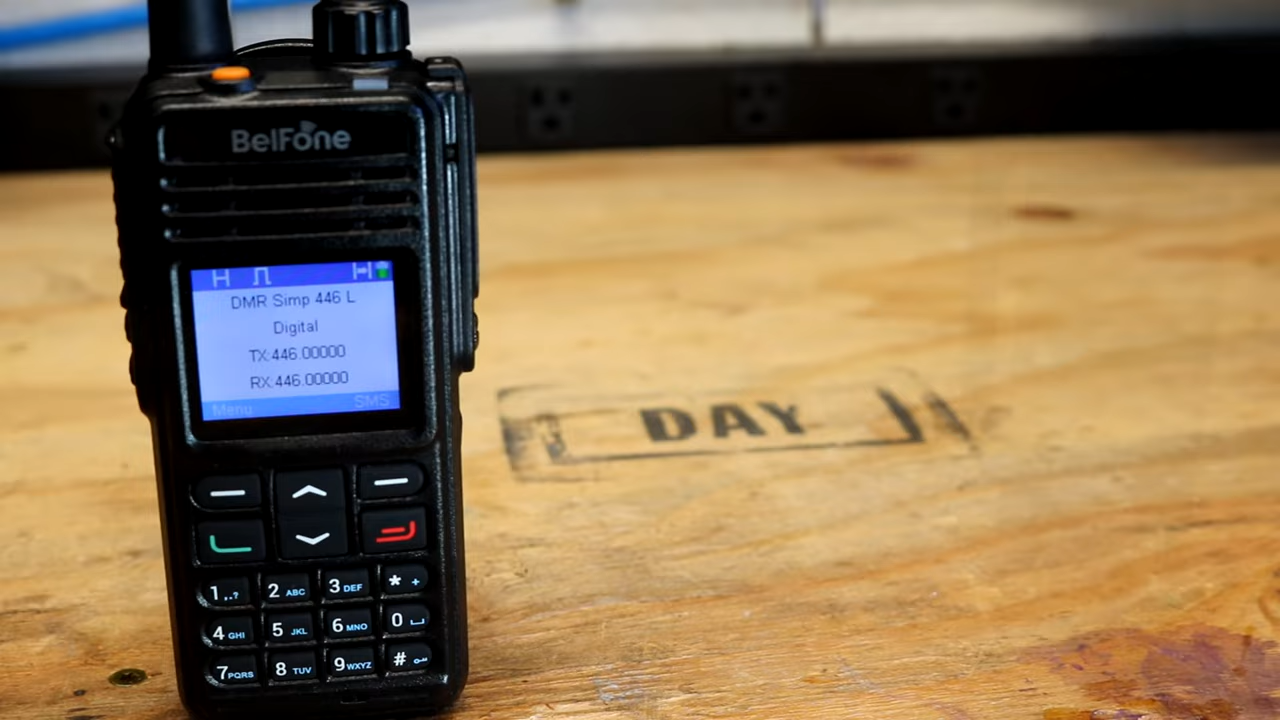 BelFone
DMR Simp 446 L
Digital
TX:446.00000
RX:446.00000
Menu SMS
DAY
1 ,.? 2 ABC 3 DEF * +
4 GHI 5 JKL 6 MNO 0
7 PQRS 8 TUV 9 WXYZ #